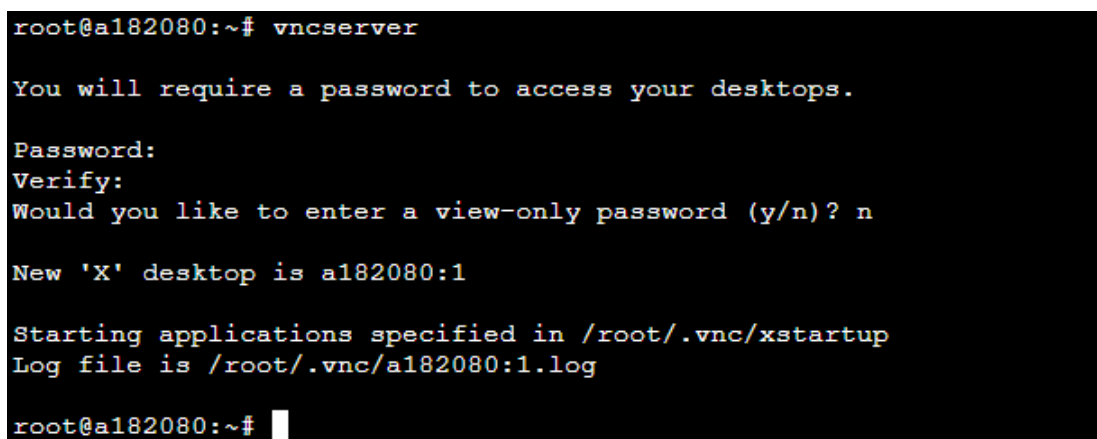 root@a182080:~# vncserver
You will require a password to access your desktops.
Password:
Verify:
Would you like to enter a view-only password (y/n)? n
New 'X' desktop is a182080:1
Starting applications specified in /root/.vnc/xstartup
Log file is /root/.vnc/a182080:1.log
root@a182080:~#